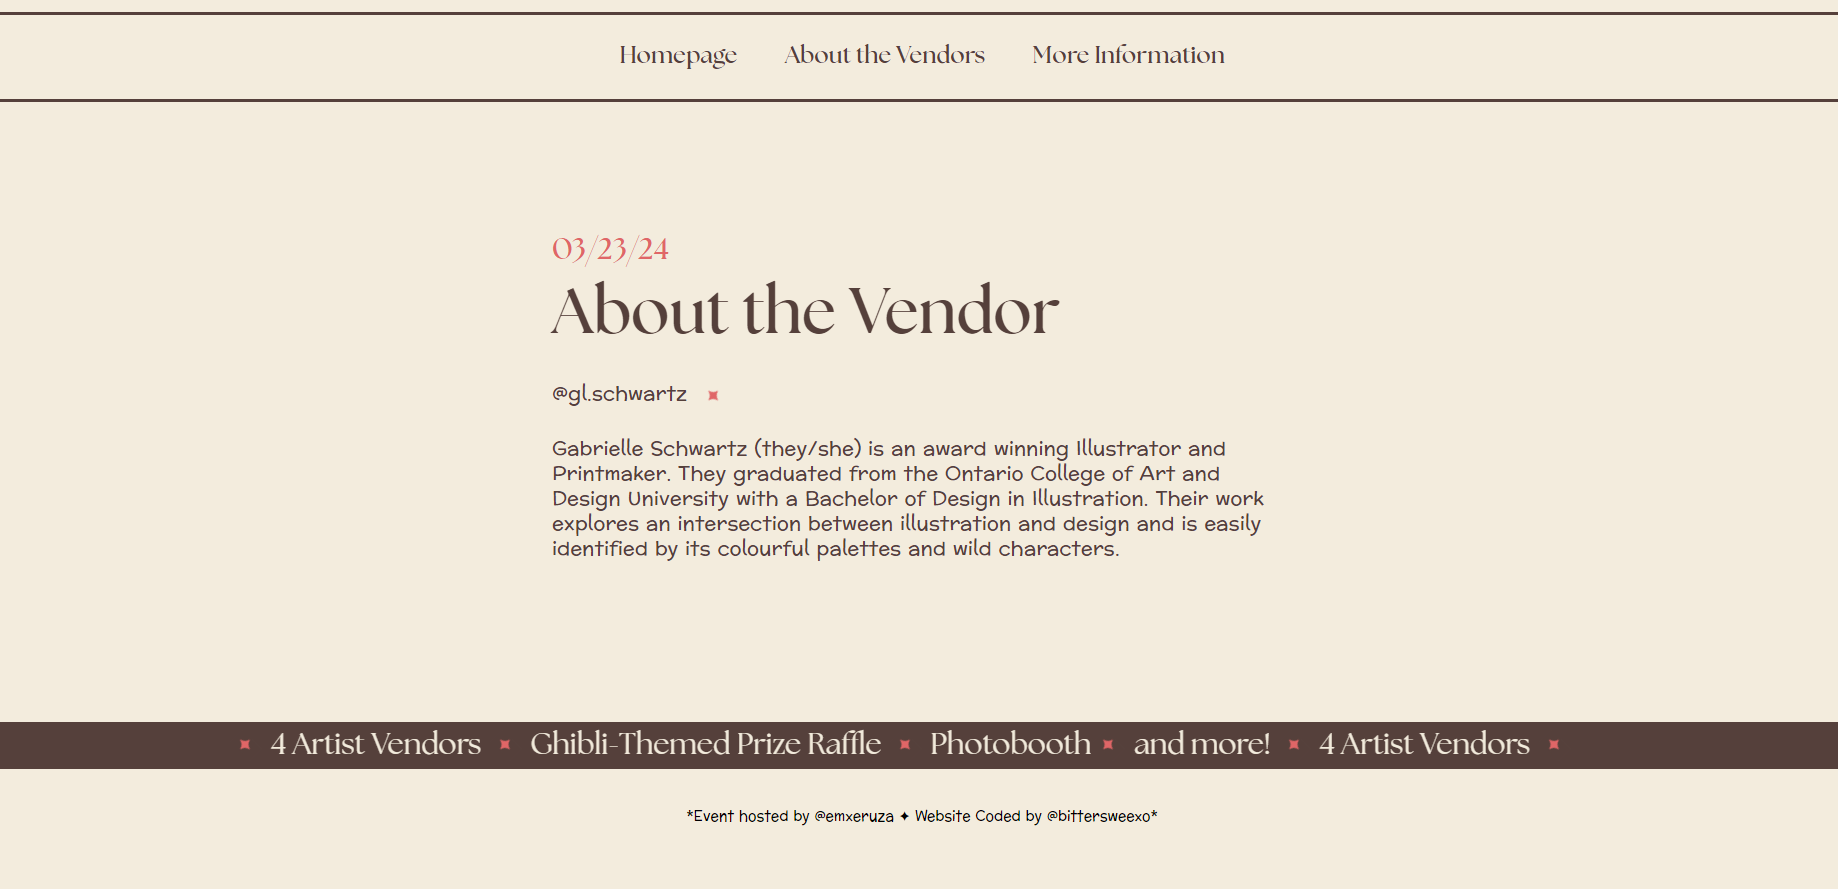 Homepage About the Vendors More Information
03/23/24
About the Vendor
@gl.schwartz
Gabrielle Schwartz (they/she) is an award winning Illustrator and
Printmaker. They graduated from the Ontario College of Art and
Design University with a Bachelor of Design in Illustration. Their work
explores an intersection between illustration and design and is easily
identified by its colourful palettes and wild characters.
4 Artist Vendors Ghibli-Themed Prize Raffle Photobooth and more! 4 Artist Vendors
*Event hosted by @emxeruza ✦ Website Coded by @bittersweexo*